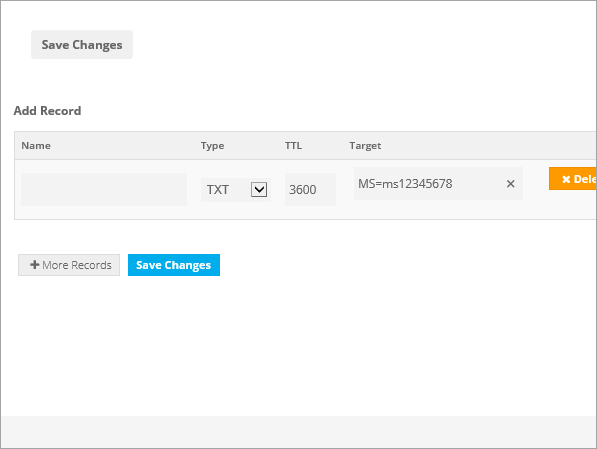 Save Changes
Add Record
Name Type TTL Target
TXT 3600 MS=ms12345678 ×
✖ Dele
✚ More Records Save Changes